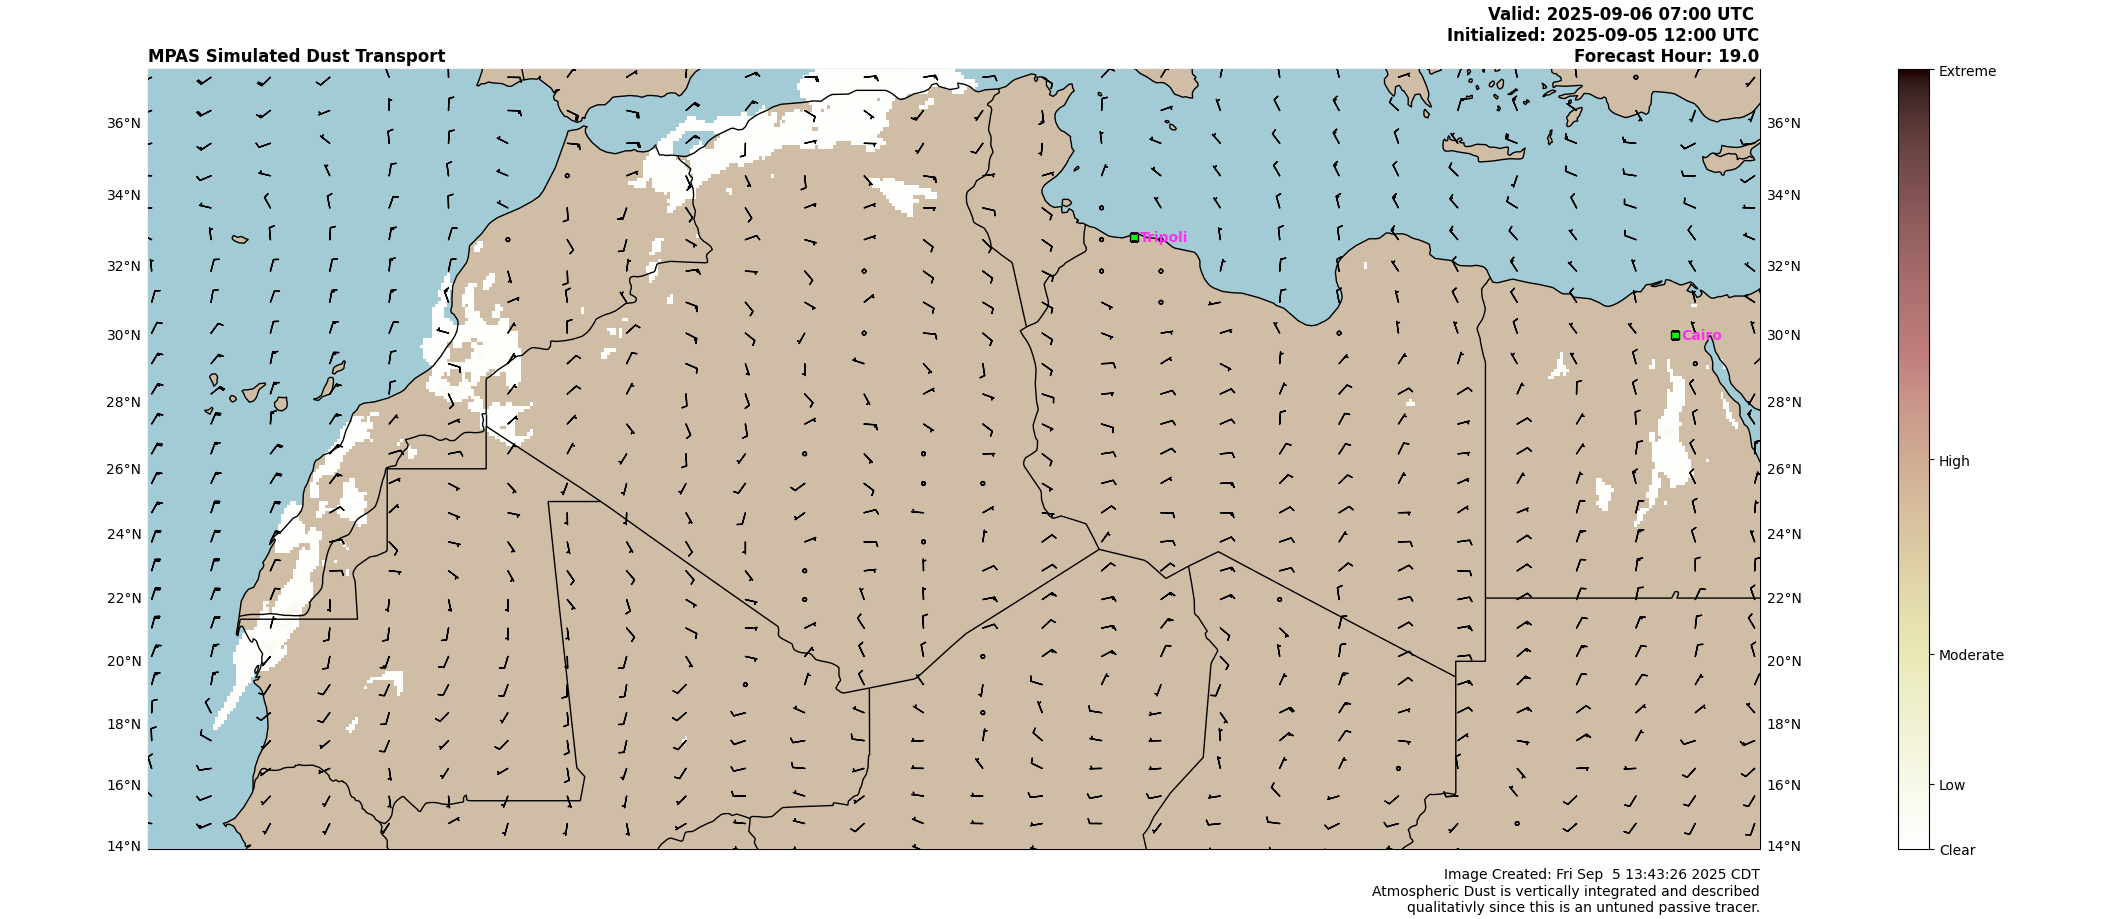 Valid: 2025-09-06 07:00 UTC
Initialized: 2025-09-05 12:00 UTC
MPAS Simulated Dust Transport
Forecast Hour: 19.0
Extreme
36°N
36°N
34°N
34°N
Tripoli
32°N
32°N
30°N
Cairo
30°N
28°N
28°N
High
26°N
26°N
24°N
24°N
22°N
22°N
20°N
20°N
Moderate
18°N
18°N
16°N
16°N
Low
14°N
14°N
Clear
Image Created: Fri Sep  5 13:43:26 2025 CDT
Atmospheric Dust is vertically integrated and described
qualitativly since this is an untuned passive tracer.